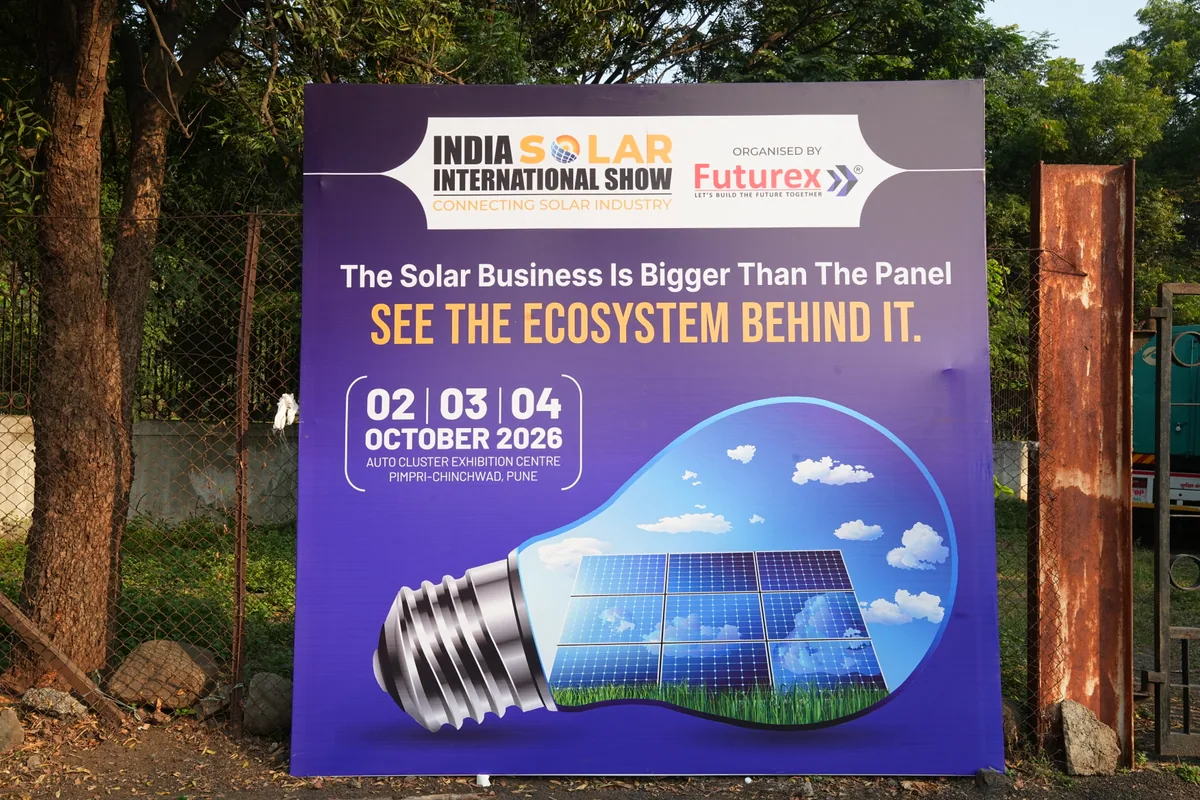 INDIA SOLAR
INTERNATIONAL SHOW
CONNECTING SOLAR INDUSTRY
ORGANISED BY
Futurex ®
LET'S BUILD THE FUTURE TOGETHER
The Solar Business Is Bigger Than The Panel
SEE THE ECOSYSTEM BEHIND IT.
02 | 03 | 04
OCTOBER 2026
AUTO CLUSTER EXHIBITION CENTRE
PIMPRI-CHINCHWAD, PUNE